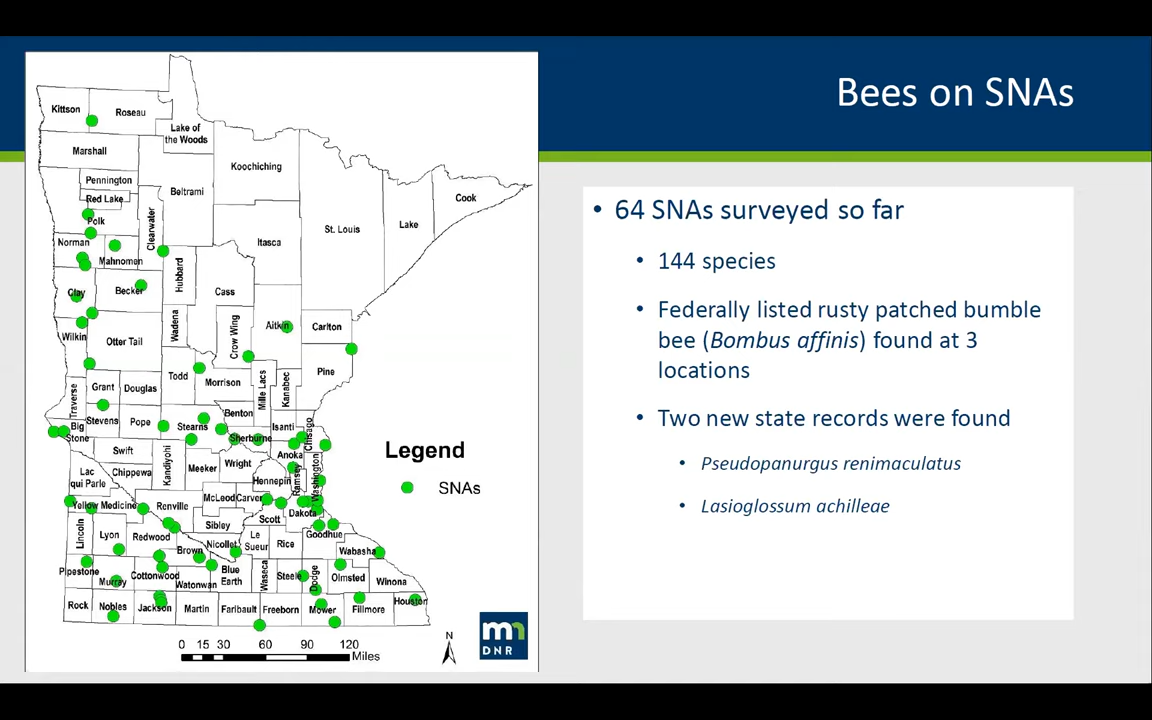 Bees on SNAs
Kittson
Roseau
Lake of
the Woods
Marshall
Koochiching
Pennington
Red Lake
Beltrami
Cook
Polk
Clearwater
Lake
St. Louis
Norman
Mahnomen
Itasca
Hubbard
Clay
Becker
Cass
Wadena
Crow Wing
Aitkin
Carlton
Wilkin
Otter Tail
Pine
Todd
Morrison
Mille Lacs
Kanabec
Traverse
Grant
Douglas
Benton
Stevens
Pope
Stearns
Isanti
Chisago
Big
Stone
Sherburne
Swift
Kandiyohi
Anoka
Meeker
Wright
Ramsey
Washington
Lac
qui Parle
Chippewa
Hennepin
McLeod
Carver
Yellow Medicine
Renville
Dakota
Scott
Sibley
Lincoln
Lyon
Redwood
Nicollet
Le
Sueur
Rice
Goodhue
Brown
Wabasha
Pipestone
Murray
Cottonwood
Watonwan
Blue
Earth
Waseca
Steele
Dodge
Olmsted
Winona
Rock
Nobles
Jackson
Martin
Faribault
Freeborn
Mower
Fillmore
Houston
Legend
SNAs
0 15 30 60 90 120
Miles
N
mn
DNR
• 64 SNAs surveyed so far
• 144 species
• Federally listed rusty patched bumble
bee (Bombus affinis) found at 3
locations
• Two new state records were found
• Pseudopanurgus renimaculatus
• Lasioglossum achilleae